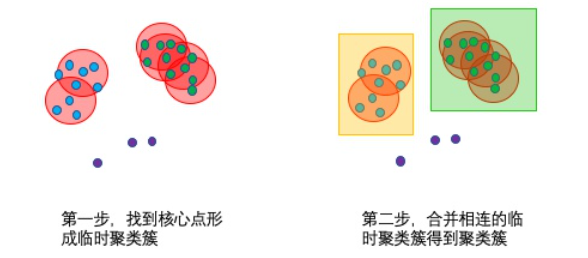 第一步，找到核心点形
成临时聚类簇
第二步，合并相连的临
时聚类簇得到聚类簇